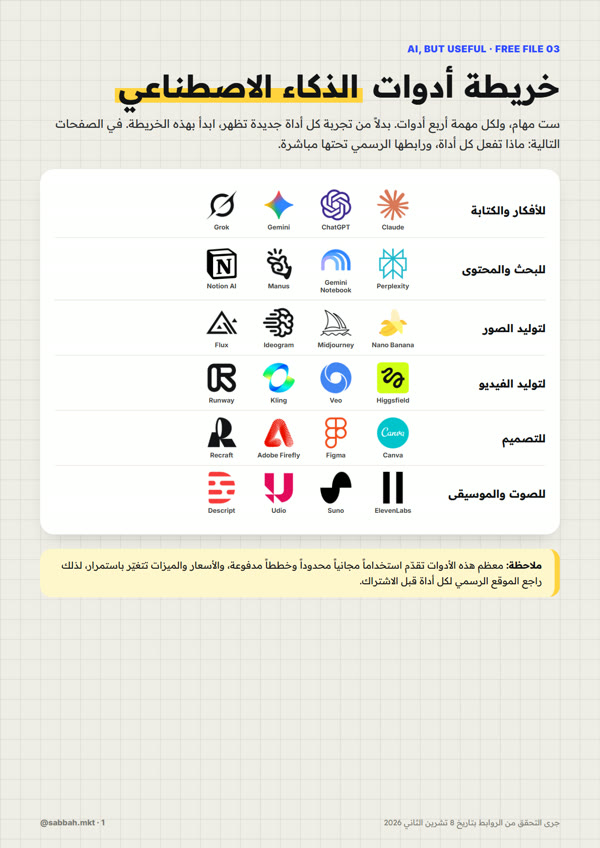 AI, BUT USEFUL · FREE FILE 03
خريطة أدوات الذكاء الاصطناعي
ست مهام، ولكل مهمة أربع أدوات. بدلاً من تجربة كل أداة جديدة تظهر، ابدأ بهذه الخريطة. في الصفحات
التالية: ماذا تفعل كل أداة، ورابطها الرسمي تحتها مباشرة.
للأفكار والكتابة
Claude
ChatGPT
Gemini
Grok
للبحث والمحتوى
Perplexity
Gemini
Notebook
Manus
Notion AI
لتوليد الصور
Nano Banana
Midjourney
Ideogram
Flux
لتوليد الفيديو
Higgsfield
Veo
Kling
Runway
للتصميم
Canva
Canva
Figma
Adobe Firefly
Recraft
للصوت والموسيقى
ElevenLabs
Suno
Udio
Descript
ملاحظة: معظم هذه الأدوات تقدّم استخداماً مجانياً محدوداً وخططاً مدفوعة، والأسعار والميزات تتغيّر باستمرار، لذلك
راجع الموقع الرسمي لكل أداة قبل الاشتراك.
جرى التحقق من الروابط بتاريخ 8 تشرين الثاني 2026
@sabbah.mkt · 1